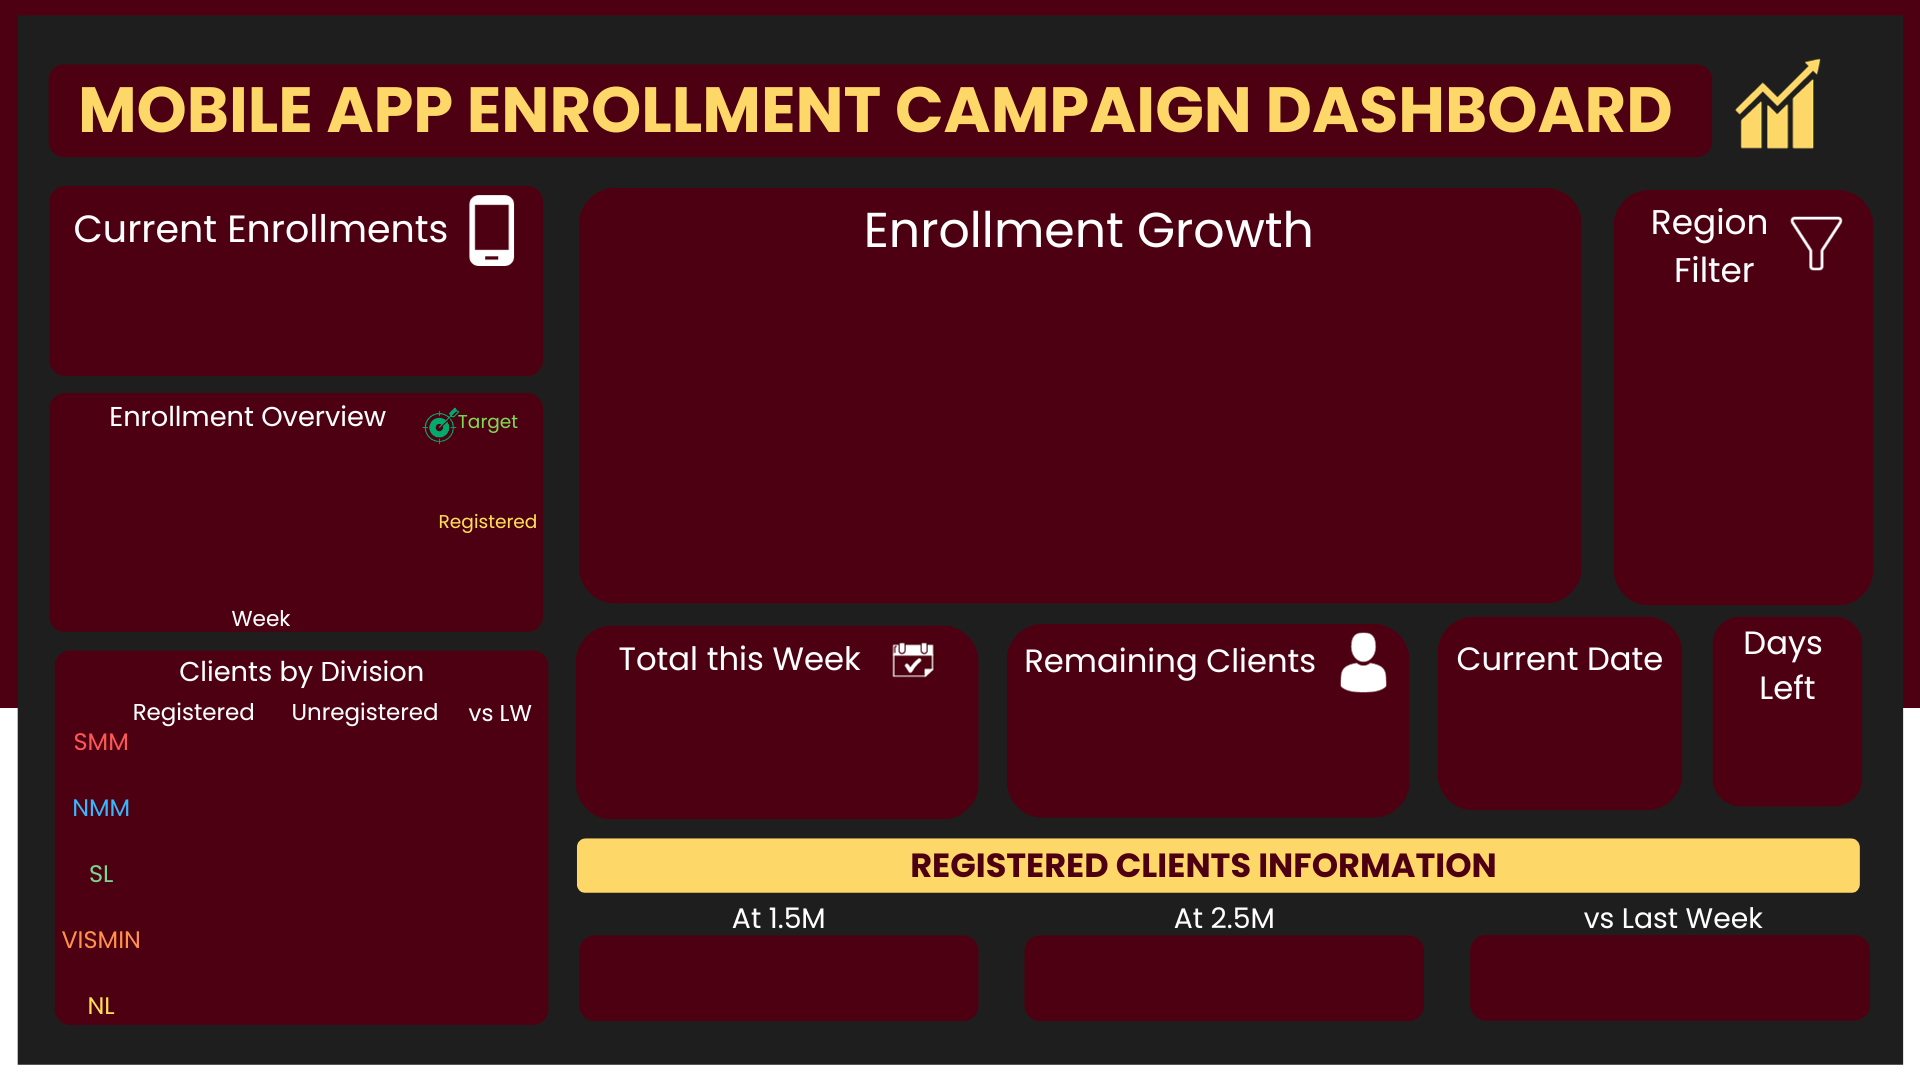 MOBILE APP ENROLLMENT CAMPAIGN DASHBOARD
Current Enrollments
Enrollment Growth
Region
Filter
Enrollment Overview
Target
Registered
Week
Clients by Division
Registered Unregistered vs LW
SMM
NMM
SL
VISMIN
NL
Total this Week
Remaining Clients
Current Date
Days
Left
REGISTERED CLIENTS INFORMATION
At 1.5M
At 2.5M
vs Last Week